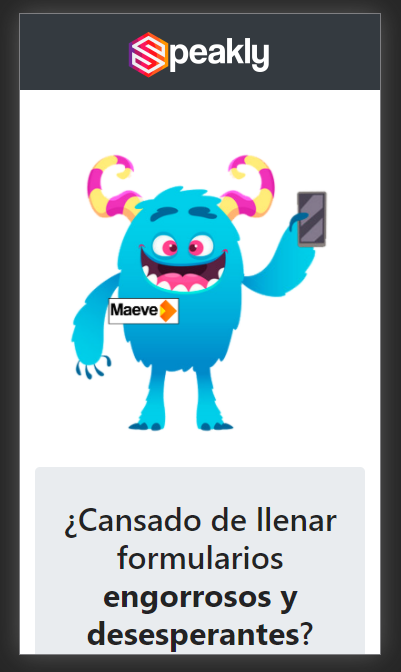 Speakly
Maeve
¿Cansado de llenar
formularios
engorrosos y
desesperantes?